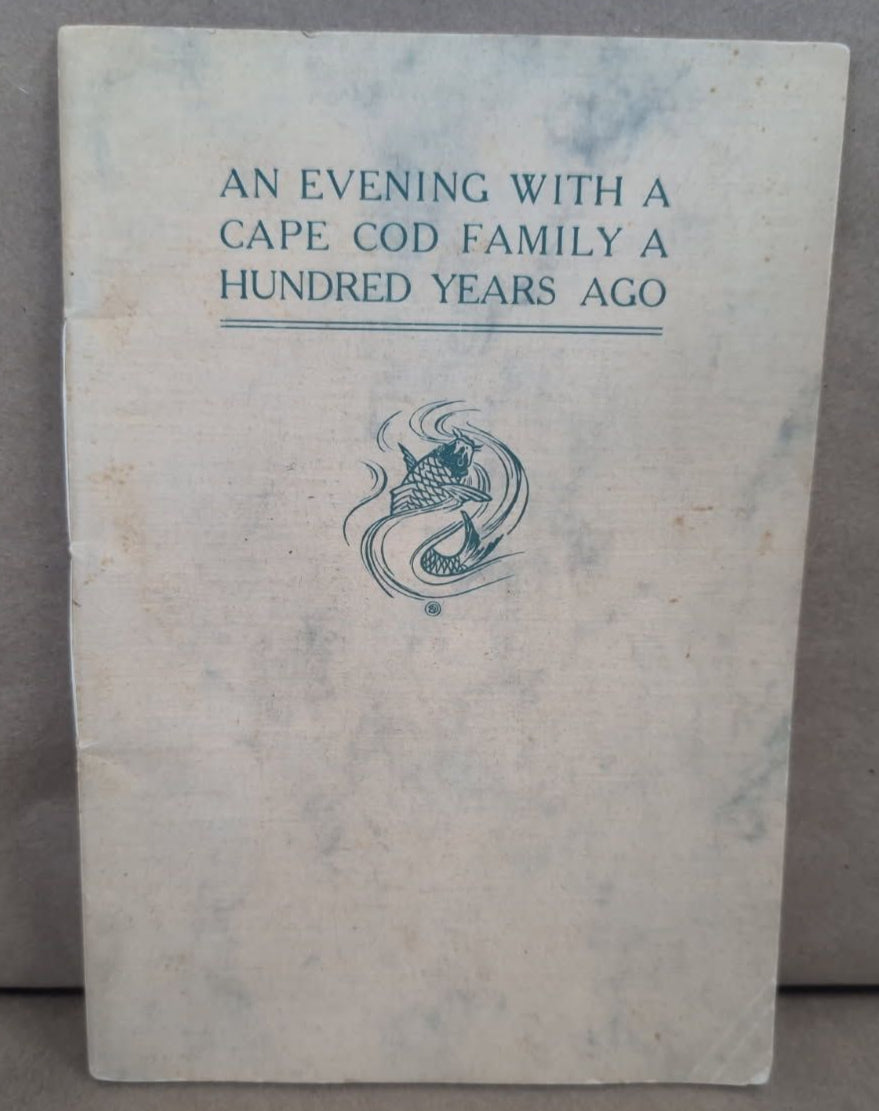 AN EVENING WITH A
CAPE COD FAMILY A
HUNDRED YEARS AGO